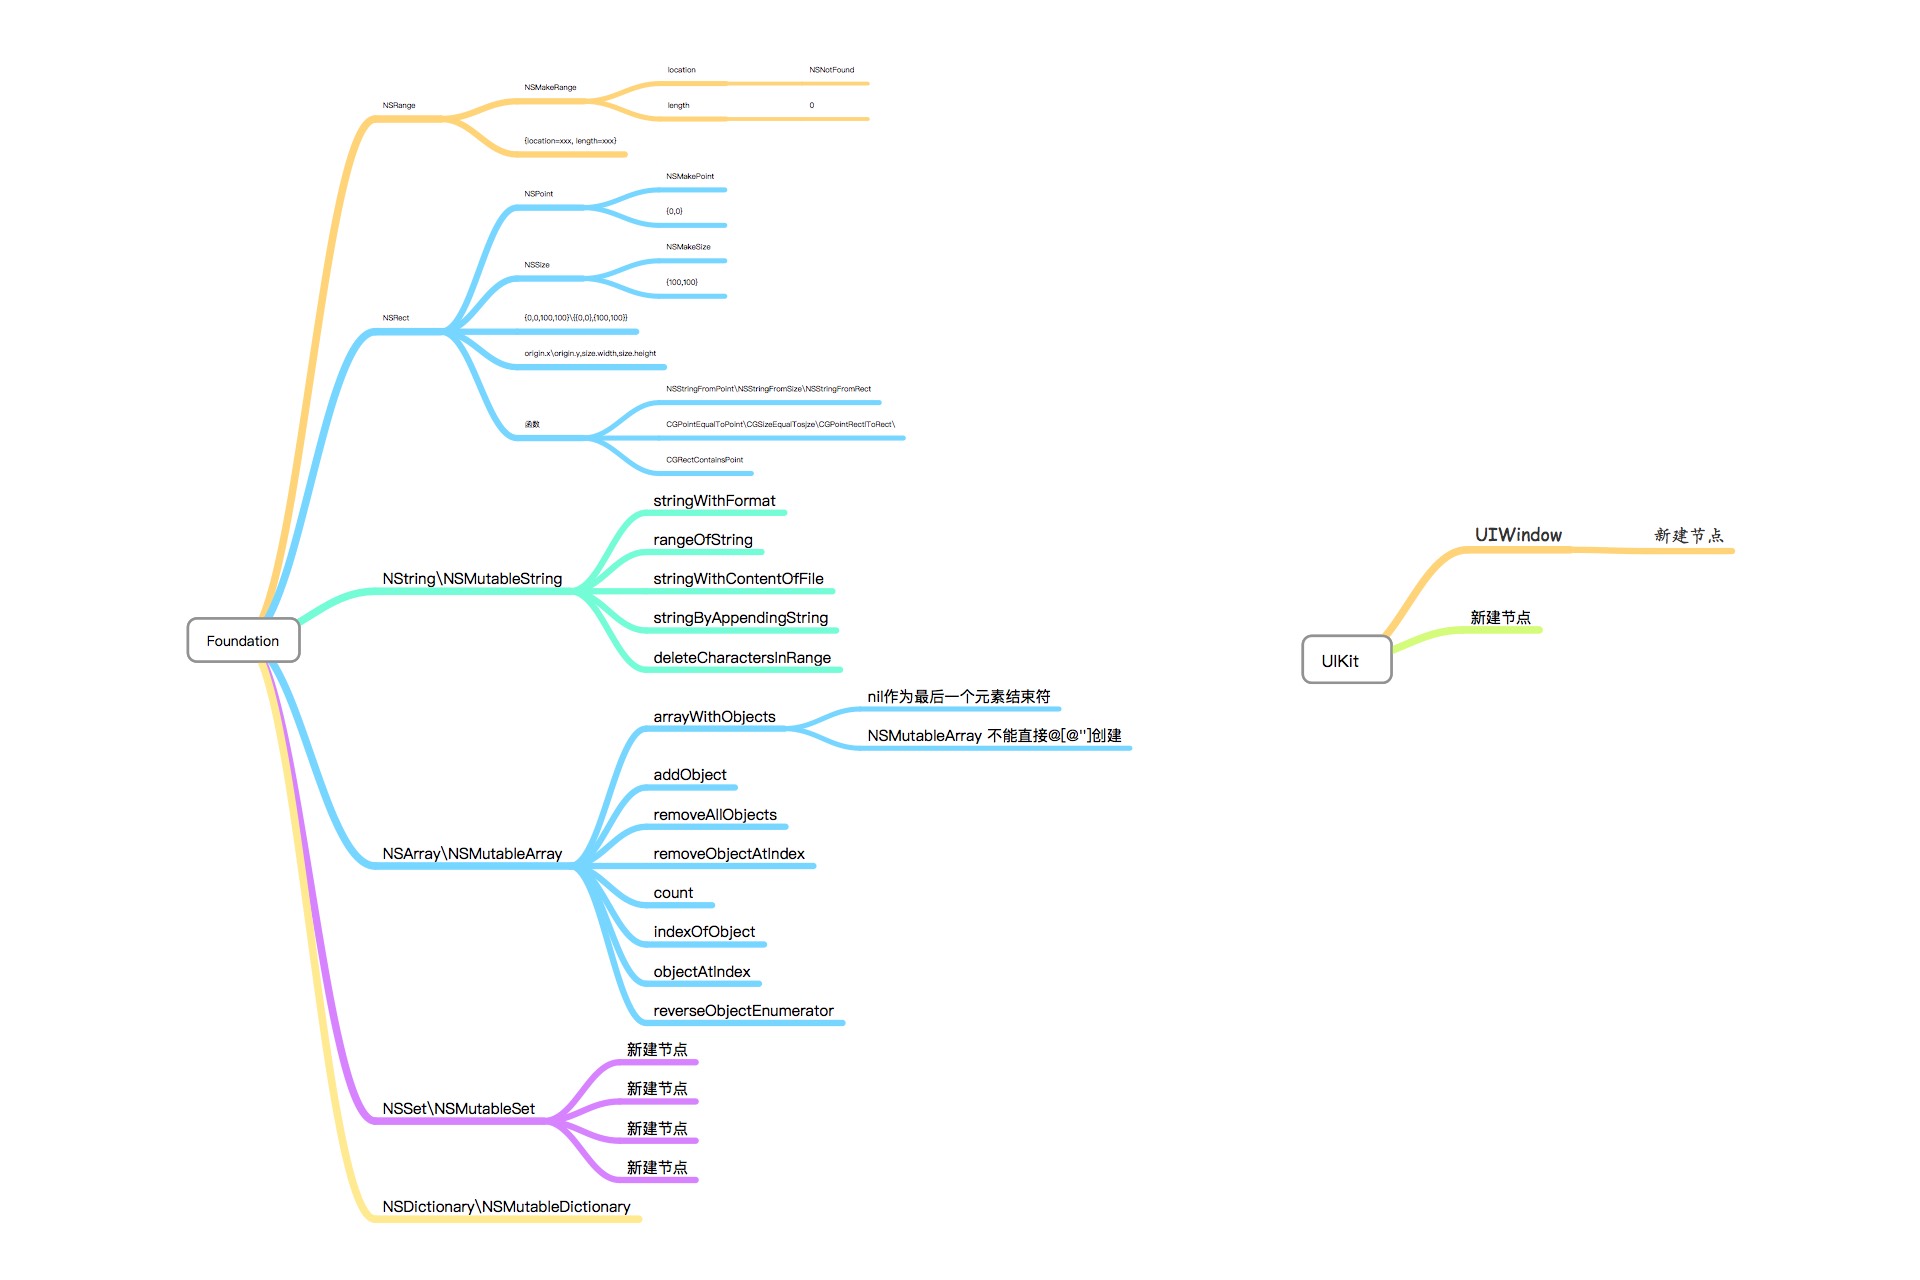 Foundation
NSRange
NSMakeRange
location
NSNotFound
length
0
{location=xxx, length=xxx}
NSRect
NSPoint
NSMakePoint
{0,0}
NSSize
NSMakeSize
{100,100}
{0,0,100,100}\{{0,0},{100,100}}
origin.x\origin.y,size.width,size.height
函数
NSStringFromPoint\NSStringFromSize\NSStringFromRect
CGPointEqualToPoint\CGSizeEqualTosjze\CGPointRectlToRect\
CGRectContainsPoint
NString\NSMutableString
stringWithFormat
rangeOfString
stringWithContentOfFile
stringByAppendingString
deleteCharactersInRange
NSArray\NSMutableArray
arrayWithObjects
nil作为最后一个元素结束符
NSMutableArray 不能直接@[@"]创建
addObject
removeAllObjects
removeObjectAtIndex
count
indexOfObject
objectAtIndex
reverseObjectEnumerator
NSSet\NSMutableSet
新建节点
新建节点
新建节点
新建节点
NSDictionary\NSMutableDictionary
UIKit
UIWindow
新建节点
新建节点